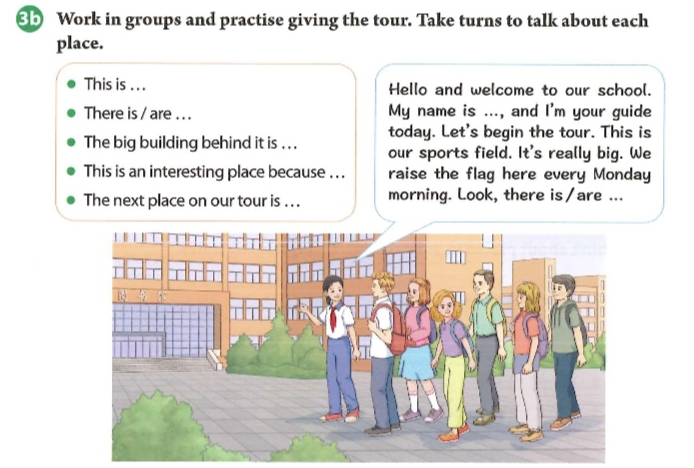 3b Work in groups and practise giving the tour. Take turns to talk about each
place.
● This is …
● There is / are …
● The big building behind it is …
● This is an interesting place because …
● The next place on our tour is …
Hello and welcome to our school.
My name is …, and I'm your guide
today. Let's begin the tour. This is
our sports field. It's really big. We
raise the flag here every Monday
morning. Look, there is / are …